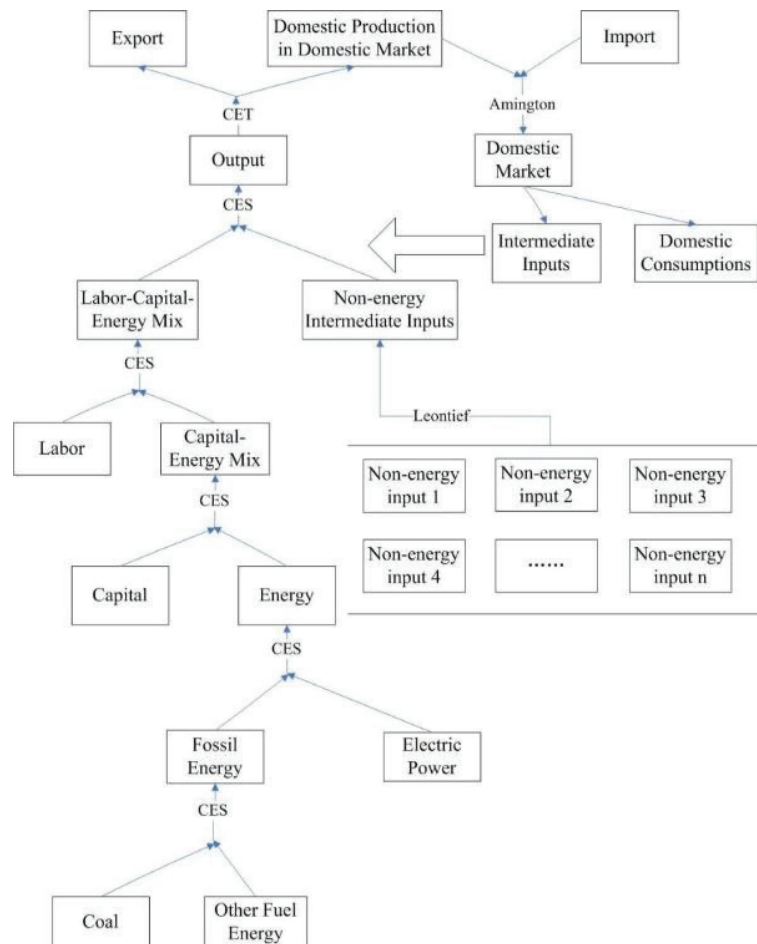 Export
Domestic Production
in Domestic Market
Import
CET
Amington
Output
Domestic
Market
CES
Intermediate
Inputs
Domestic
Consumptions
Labor-Capital-
Energy Mix
Non-energy
Intermediate Inputs
CES
Leontief
Labor
Capital-
Energy Mix
Non-energy
input 1
Non-energy
input 2
Non-energy
input 3
CES
Non-energy
input 4
……
Non-energy
input n
Capital
Energy
CES
Fossil
Energy
Electric
Power
CES
Coal
Other Fuel
Energy